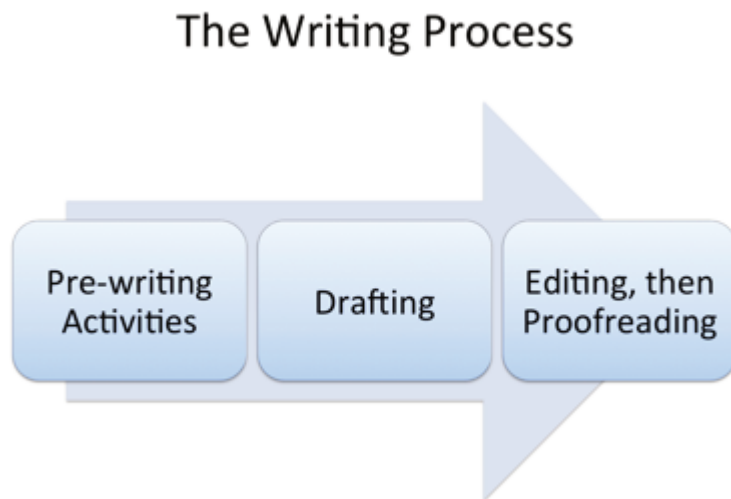 The Writing Process
Pre-writing
Activities
Drafting
Editing, then
Proofreading